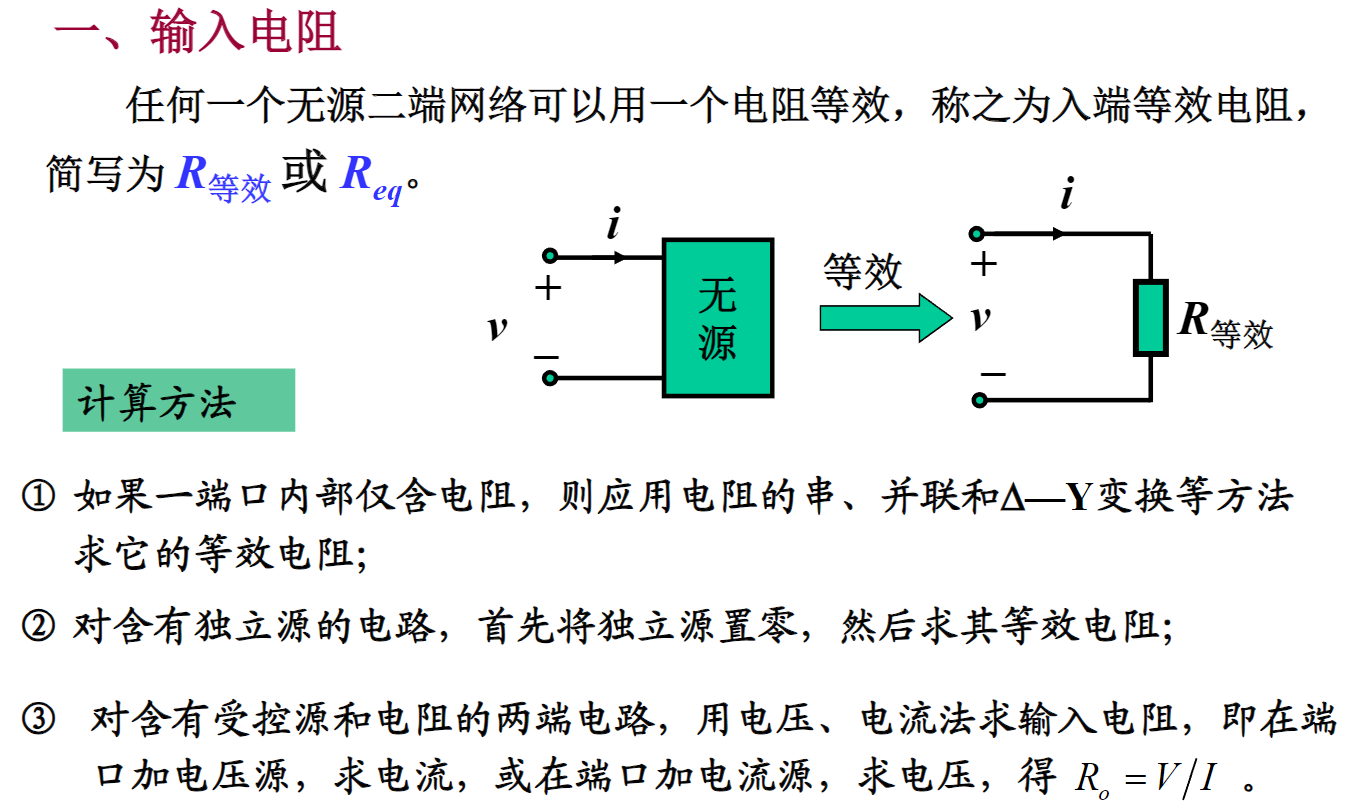 一、输入电阻
任何一个无源二端网络可以用一个电阻等效，称之为入端等效电阻，
简写为 R等效 或 Req。
i
+
v
−
无
源
等效
i
+
v
−
R等效
计算方法
① 如果一端口内部仅含电阻，则应用电阻的串、并联和Δ—Y变换等方法
求它的等效电阻;
② 对含有独立源的电路，首先将独立源置零，然后求其等效电阻;
③ 对含有受控源和电阻的两端电路，用电压、电流法求输入电阻，即在端
口加电压源，求电流，或在端口加电流源，求电压，得 Ro = V/I 。